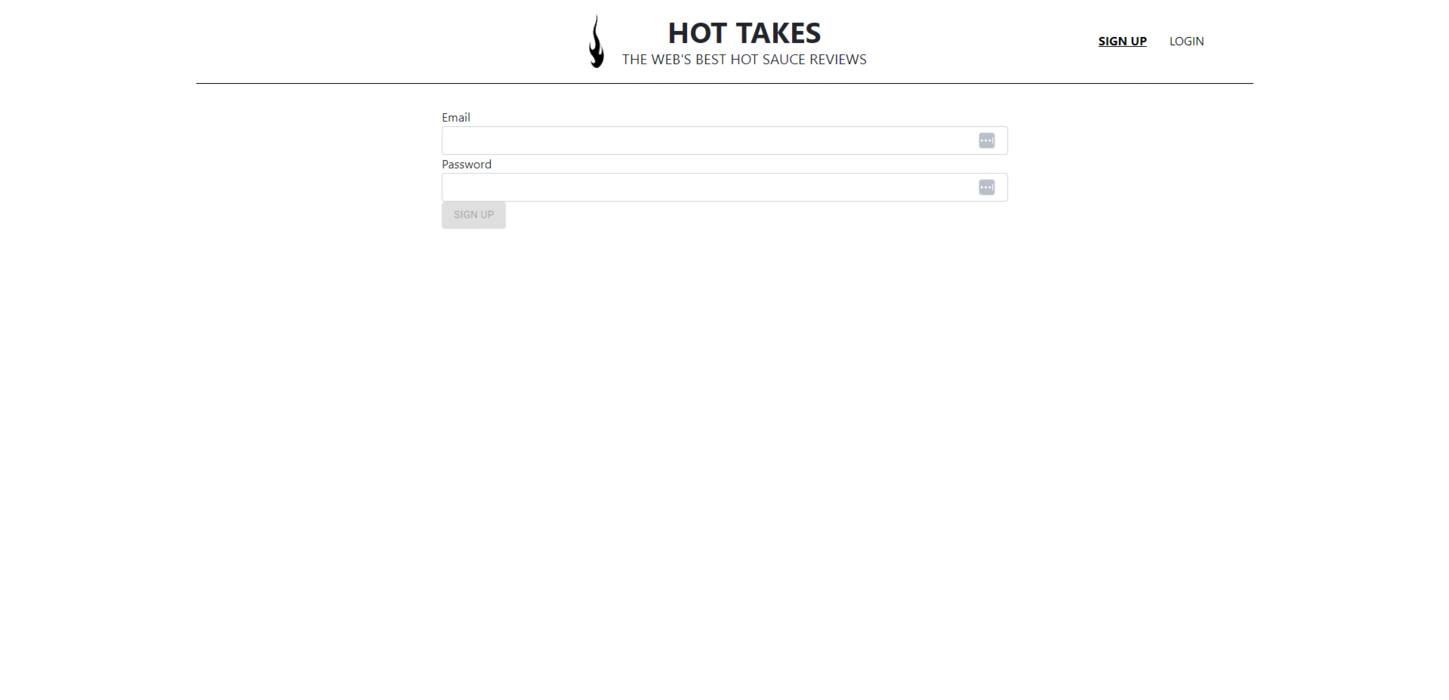 HOT TAKES
THE WEB'S BEST HOT SAUCE REVIEWS
SIGN UP LOGIN
Email
Password
SIGN UP